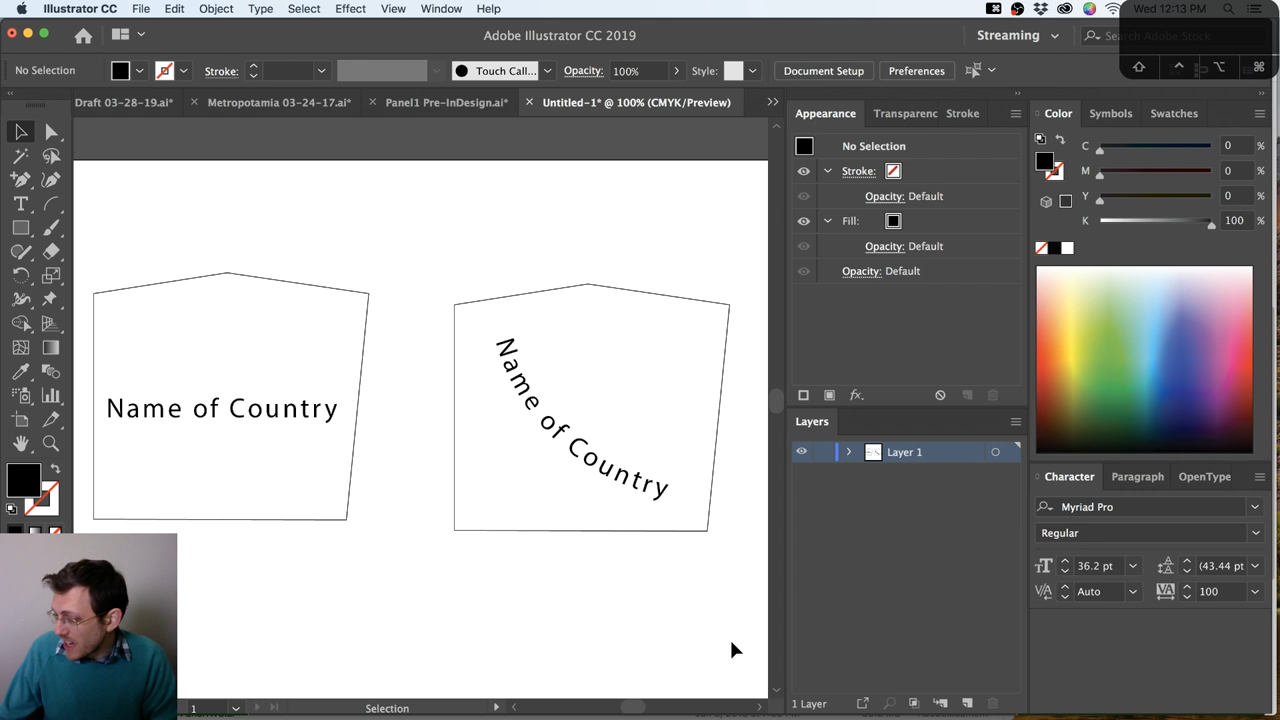 Illustrator CC File Edit Object Type Select Effect View Window Help Wed 12:13 PM
Adobe Illustrator CC 2019 Streaming Search Adobe Stock
No Selection Stroke: Touch Call... Opacity: 100% Style: Document Setup Preferences
Draft 03-28-19.ai* × Metropotamia 03-24-17.ai* × Panel1 Pre-InDesign.ai* × Untitled-1* @ 100% (CMYK/Preview)
Name of Country
Name of Country
1 Selection
Appearance Transparenc Stroke
No Selection
Stroke:
Opacity: Default
Fill:
Opacity: Default
Opacity: Default
fx
Layers
Layer 1
1 Layer
Color Symbols Swatches
C 0 %
M 0 %
Y 0 %
K 100 %
Character Paragraph OpenType
Myriad Pro
Regular
36.2 pt (43.44 pt
Auto 100